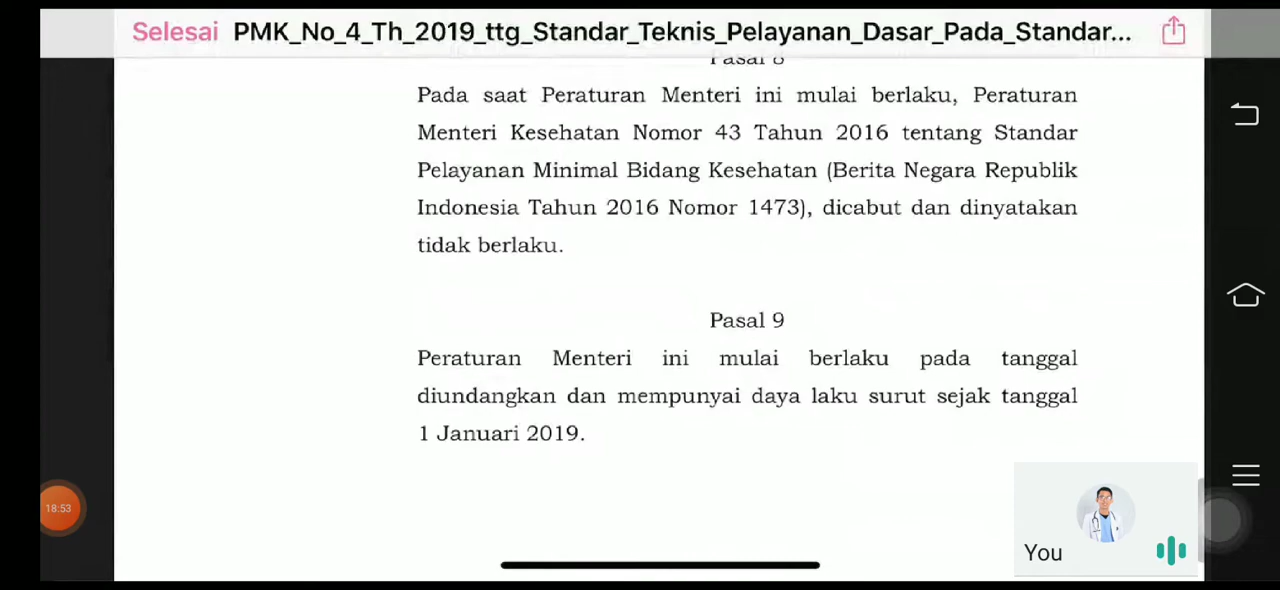 Selesai PMK_No_4_Th_2019_ttg_Standar_Teknis_Pelayanan_Dasar_Pada_Standar...
Pasal 8
Pada saat Peraturan Menteri ini mulai berlaku, Peraturan
Menteri Kesehatan Nomor 43 Tahun 2016 tentang Standar
Pelayanan Minimal Bidang Kesehatan (Berita Negara Republik
Indonesia Tahun 2016 Nomor 1473), dicabut dan dinyatakan
tidak berlaku.
Pasal 9
Peraturan Menteri ini mulai berlaku pada tanggal
diundangkan dan mempunyai daya laku surut sejak tanggal
1 Januari 2019.
18:53
You